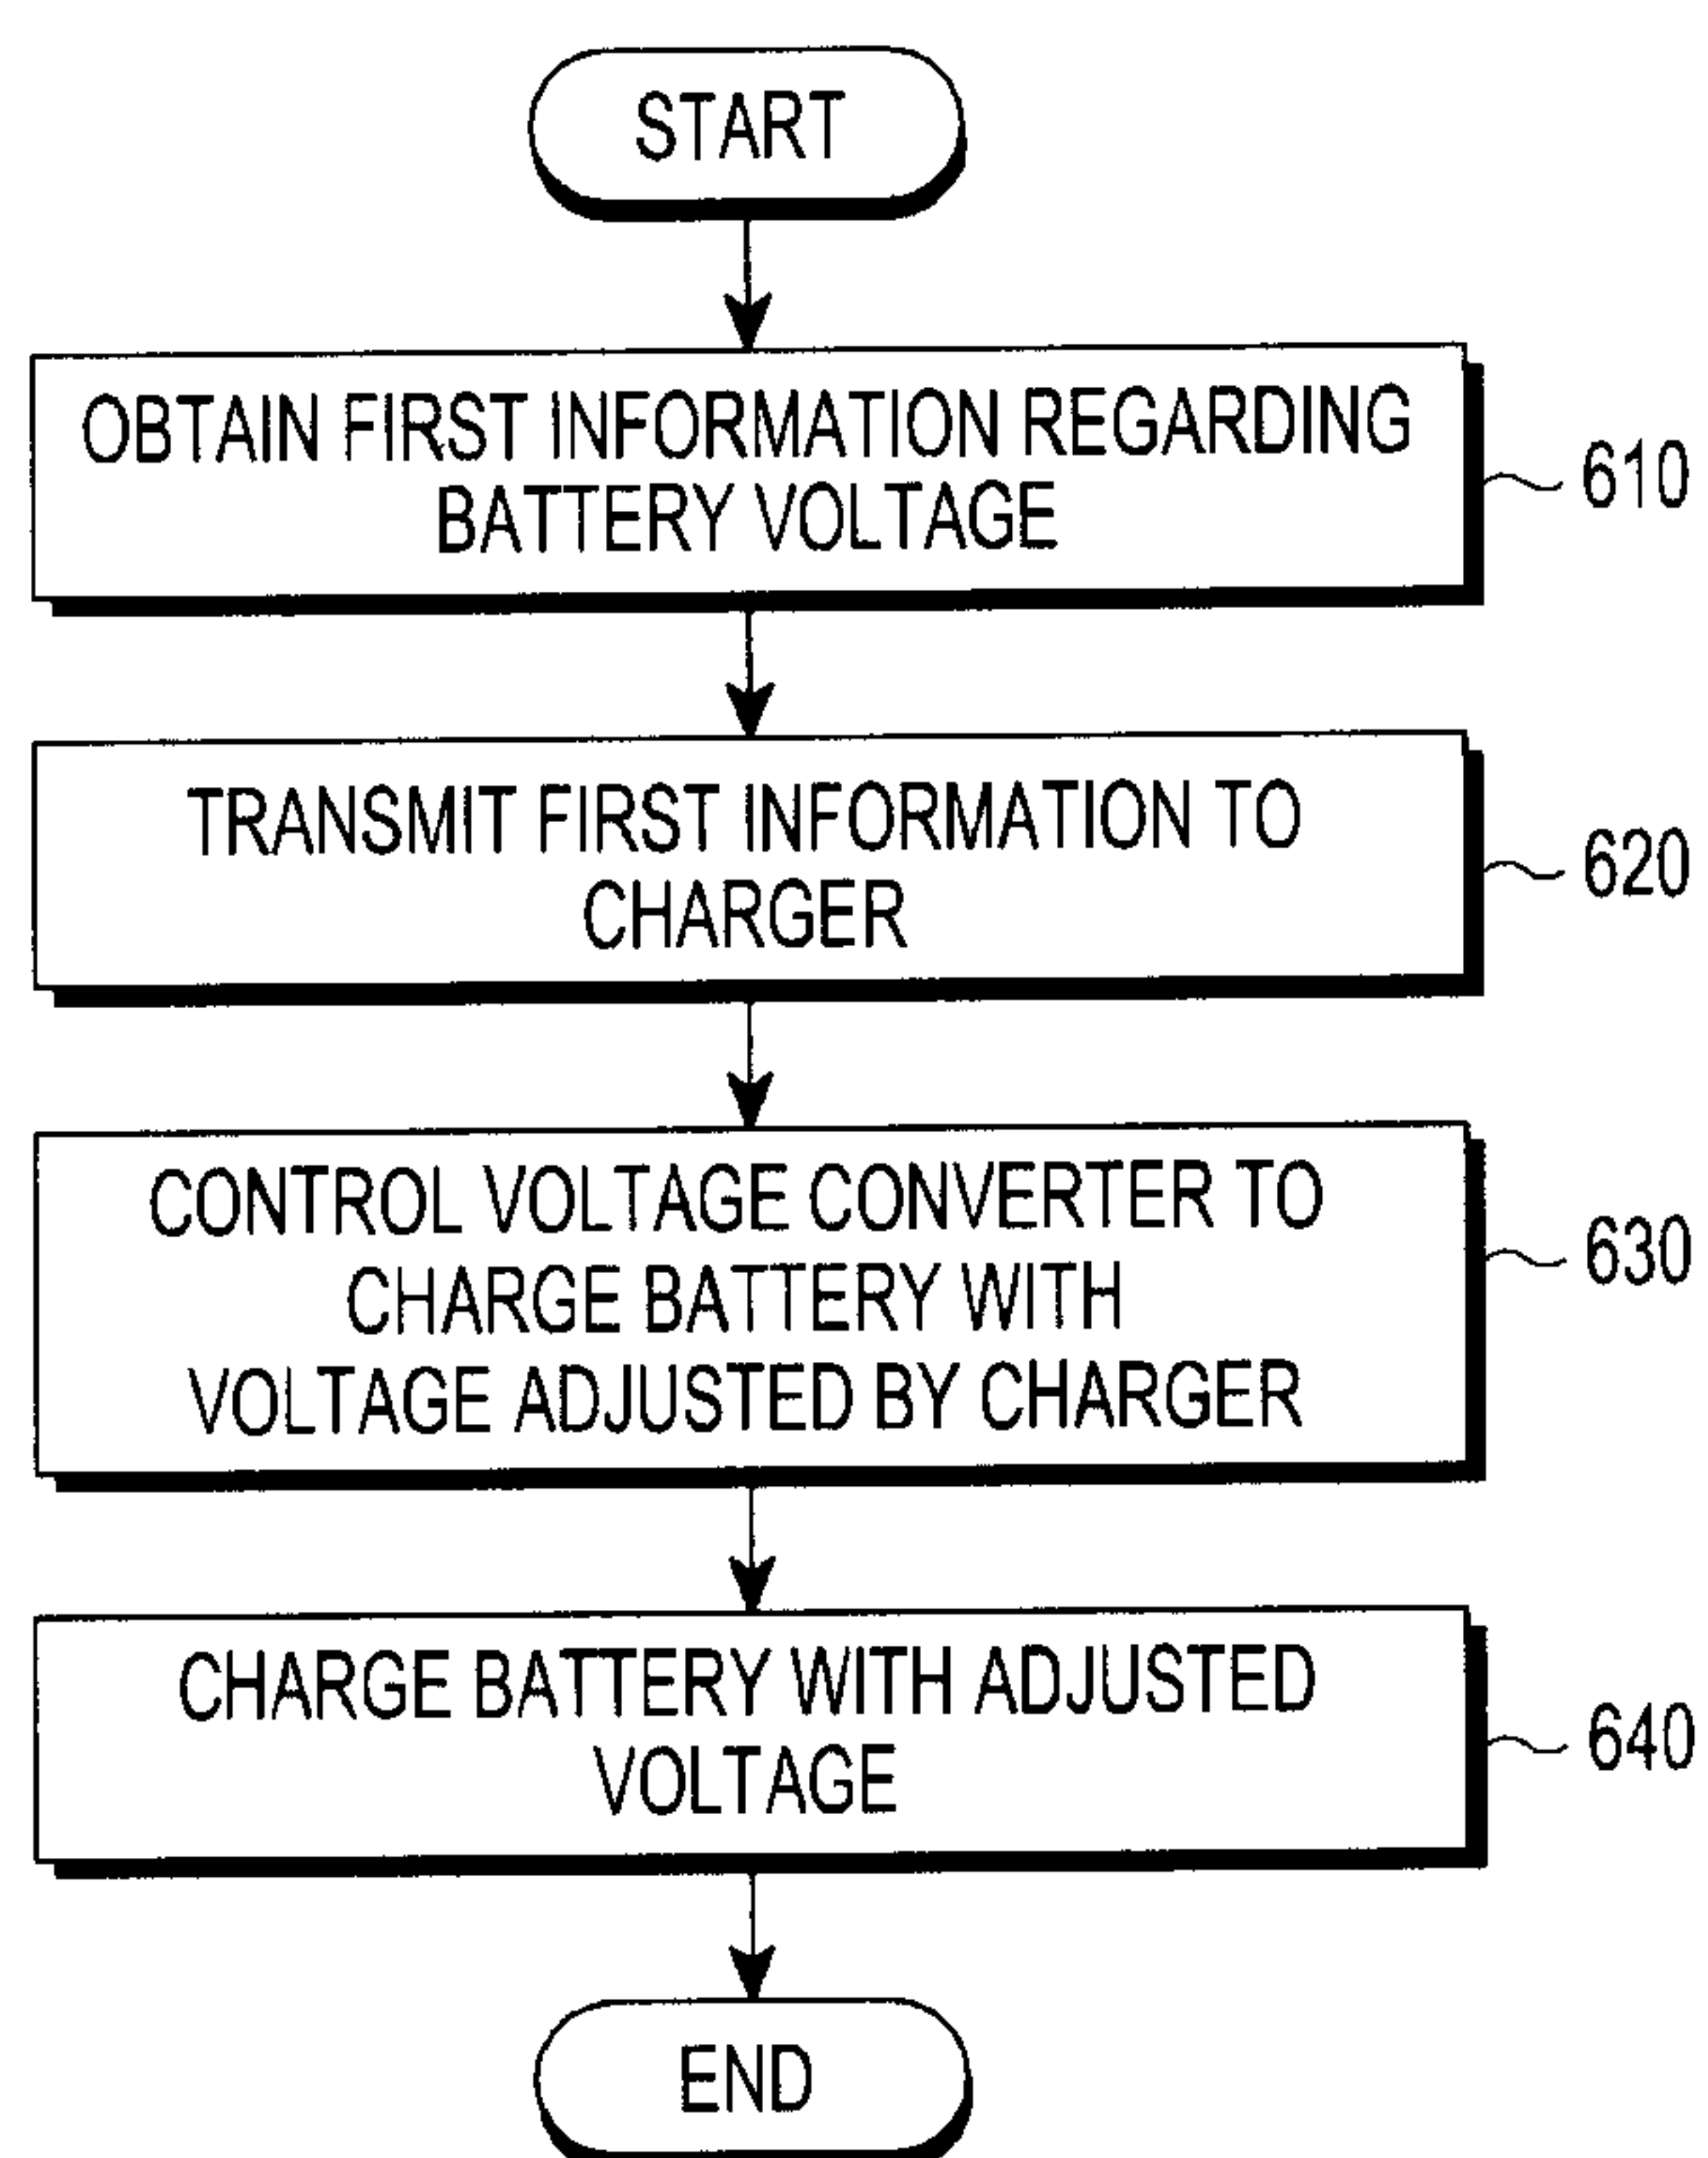 START
OBTAIN FIRST INFORMATION REGARDING
BATTERY VOLTAGE
610
TRANSMIT FIRST INFORMATION TO
CHARGER
620
CONTROL VOLTAGE CONVERTER TO
CHARGE BATTERY WITH
VOLTAGE ADJUSTED BY CHARGER
630
CHARGE BATTERY WITH ADJUSTED
VOLTAGE
640
END